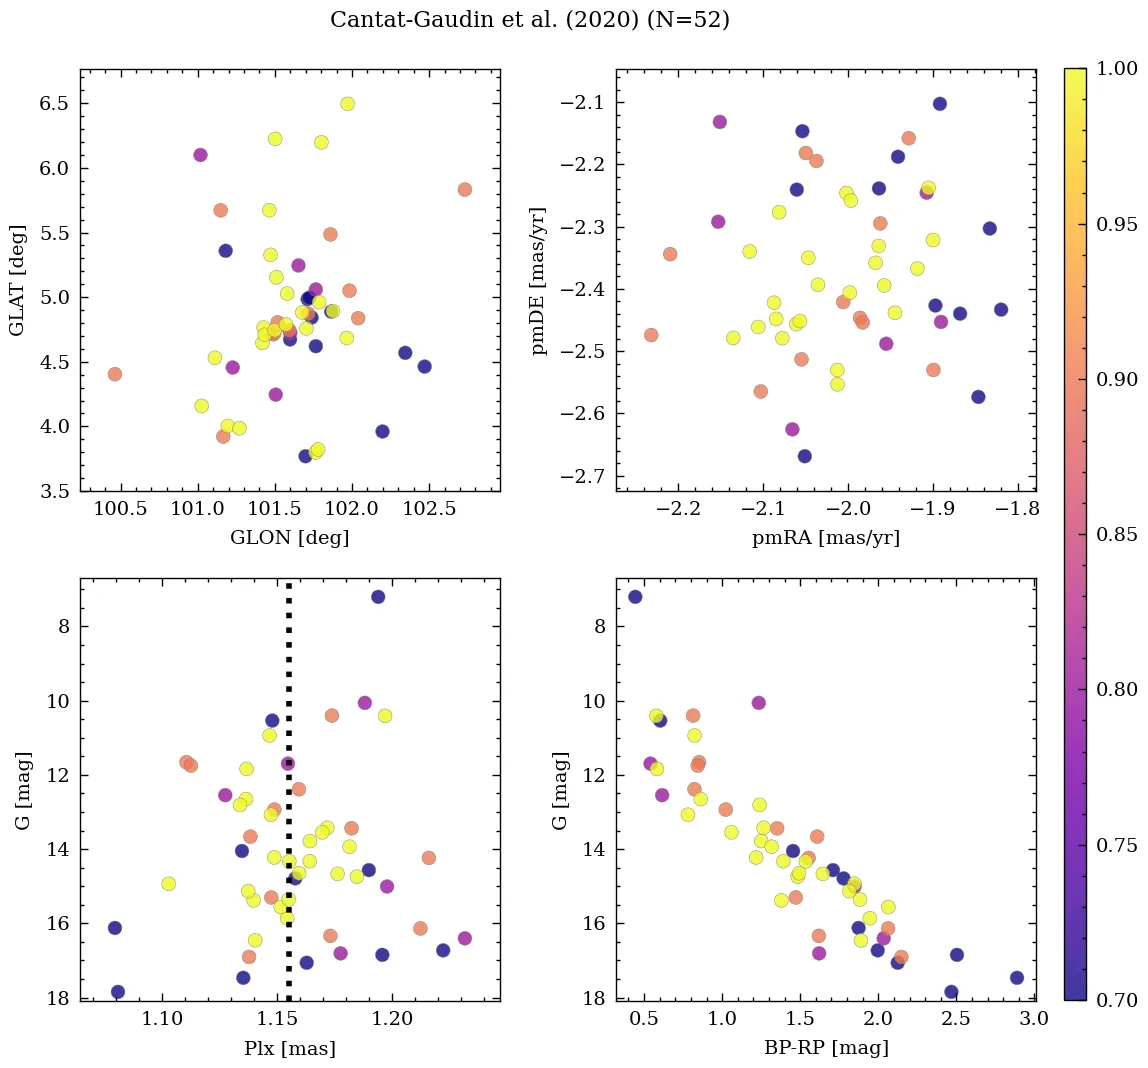 Cantat-Gaudin et al. (2020) (N=52)
6.5
6.0
5.5
5.0
4.5
4.0
3.5
GLAT [deg]
100.5 101.0 101.5 102.0 102.5
GLON [deg]
−2.1
−2.2
−2.3
−2.4
−2.5
−2.6
−2.7
pmDE [mas/yr]
−2.2 −2.1 −2.0 −1.9 −1.8
pmRA [mas/yr]
8
10
12
14
16
18
G [mag]
1.10 1.15 1.20
Plx [mas]
8
10
12
14
16
18
G [mag]
0.5 1.0 1.5 2.0 2.5 3.0
BP-RP [mag]
1.00
0.95
0.90
0.85
0.80
0.75
0.70